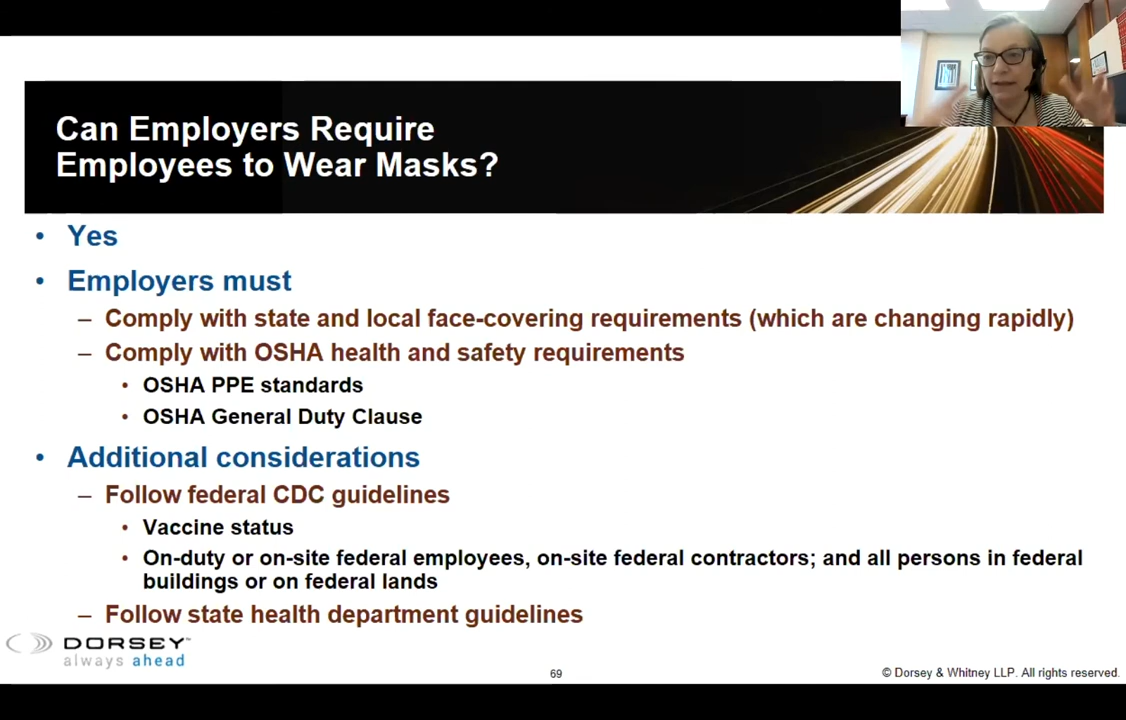 Can Employers Require
Employees to Wear Masks?
• Yes
• Employers must
– Comply with state and local face-covering requirements (which are changing rapidly)
– Comply with OSHA health and safety requirements
• OSHA PPE standards
• OSHA General Duty Clause
• Additional considerations
– Follow federal CDC guidelines
• Vaccine status
• On-duty or on-site federal employees, on-site federal contractors; and all persons in federal
buildings or on federal lands
– Follow state health department guidelines
DORSEY™
always ahead
69
© Dorsey & Whitney LLP. All rights reserved.